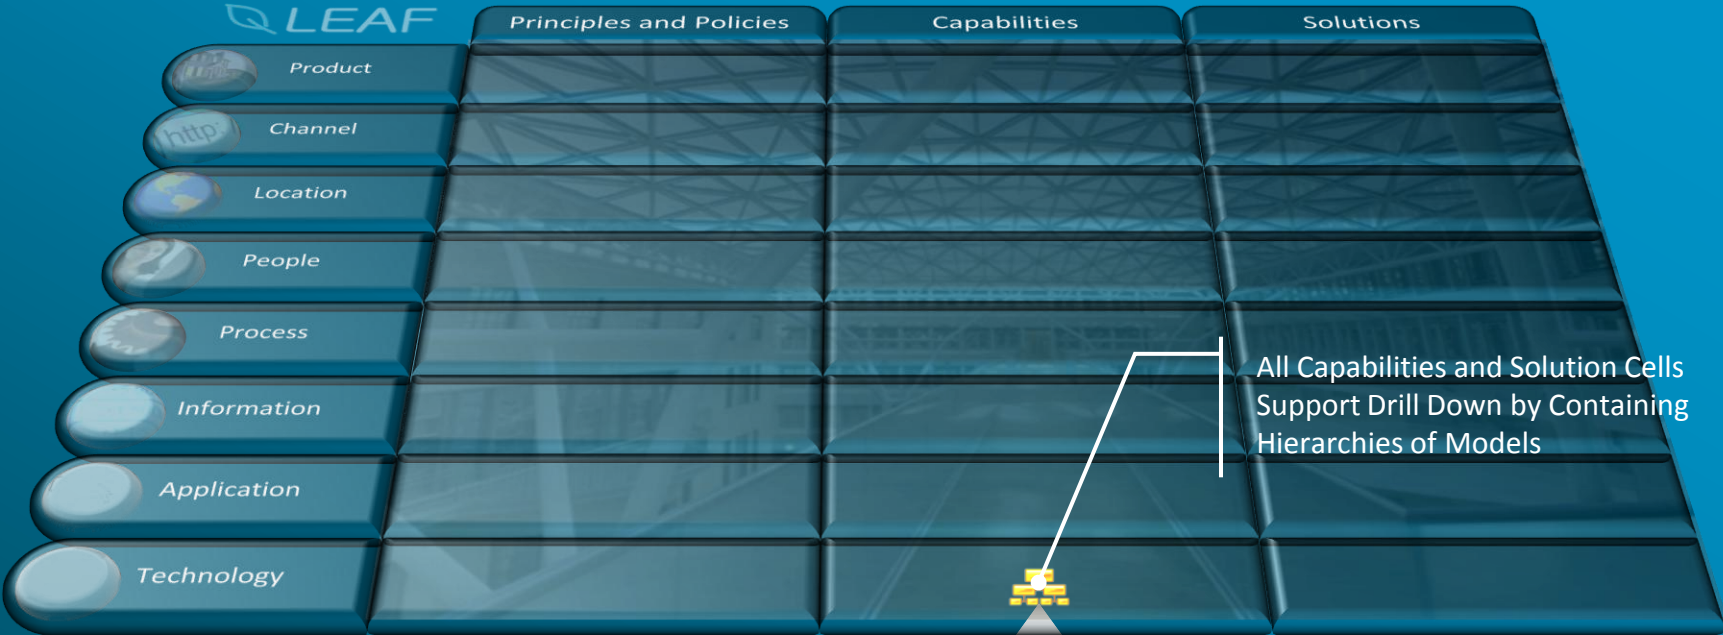 LEAF
Principles and Policies
Capabilities
Solutions
Product
http:
Channel
Location
People
Process
Information
Application
Technology
All Capabilities and Solution Cells
Support Drill Down by Containing
Hierarchies of Models